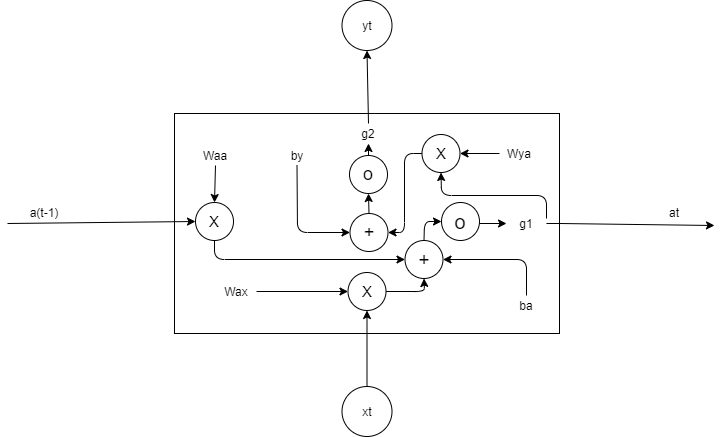 yt
g2
Waa
by
X
Wya
o
a(t-1)
at
X
o
g1
+
+
Wax
X
ba
xt